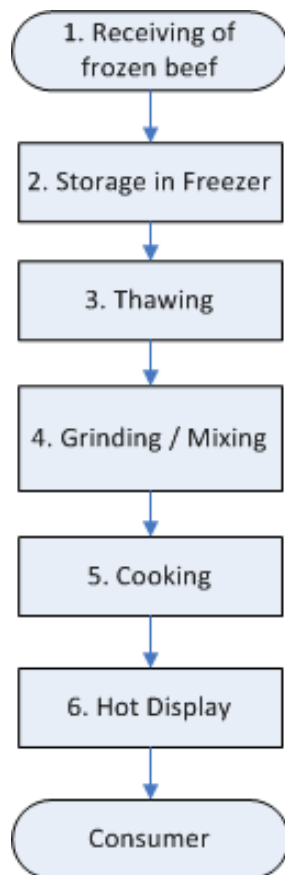 1. Receiving of
frozen beef
2. Storage in Freezer
3. Thawing
4. Grinding / Mixing
5. Cooking
6. Hot Display
Consumer